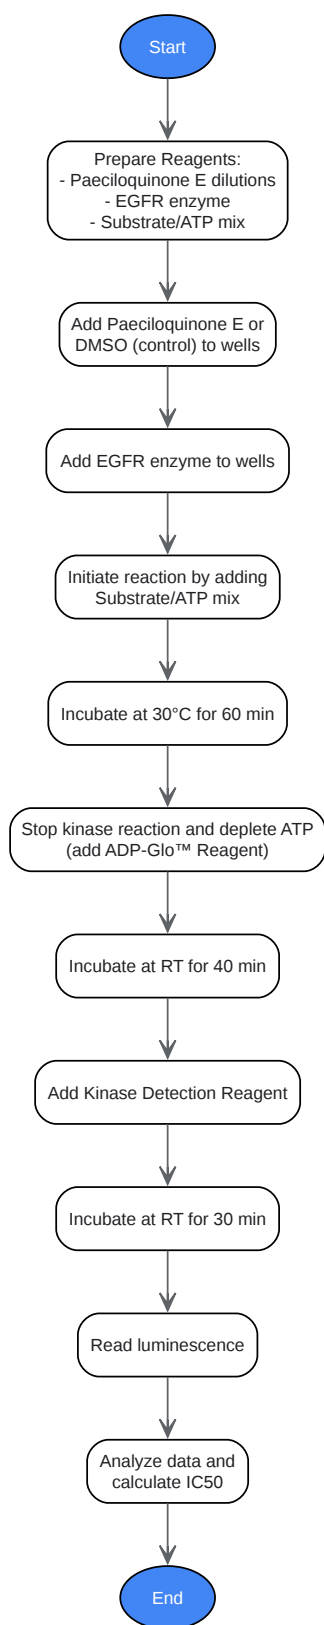 Start
Prepare Reagents:
- Paeciloquinone E dilutions
- EGFR enzyme
- Substrate/ATP mix
Add Paeciloquinone E or
DMSO (control) to wells
Add EGFR enzyme to wells
Initiate reaction by adding
Substrate/ATP mix
Incubate at 30°C for 60 min
Stop kinase reaction and deplete ATP
(add ADP-Glo™ Reagent)
Incubate at RT for 40 min
Add Kinase Detection Reagent
Incubate at RT for 30 min
Read luminescence
Analyze data and
calculate IC50
End